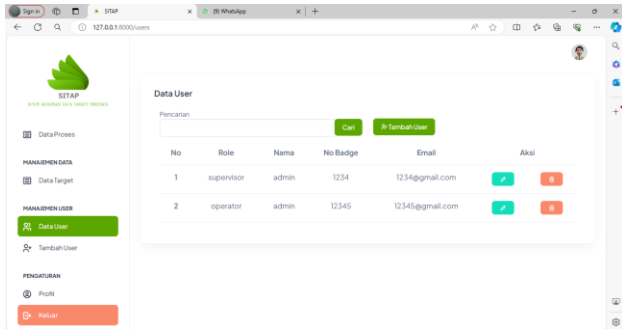 Sign in
SITAP
(9) WhatsApp
127.0.0.1:8000/users
SITAP
Data User
Pencarian
Cari
Tambah User
Data Proses
MANAJEMEN DATA
Data Target
MANAJEMEN USER
Data User
Tambah User
PENGATURAN
Profil
Keluar
No Role Nama No Badge Email Aksi
1 supervisor admin 1234 1234@gmail.com
2 operator admin 12345 12345@gmail.com